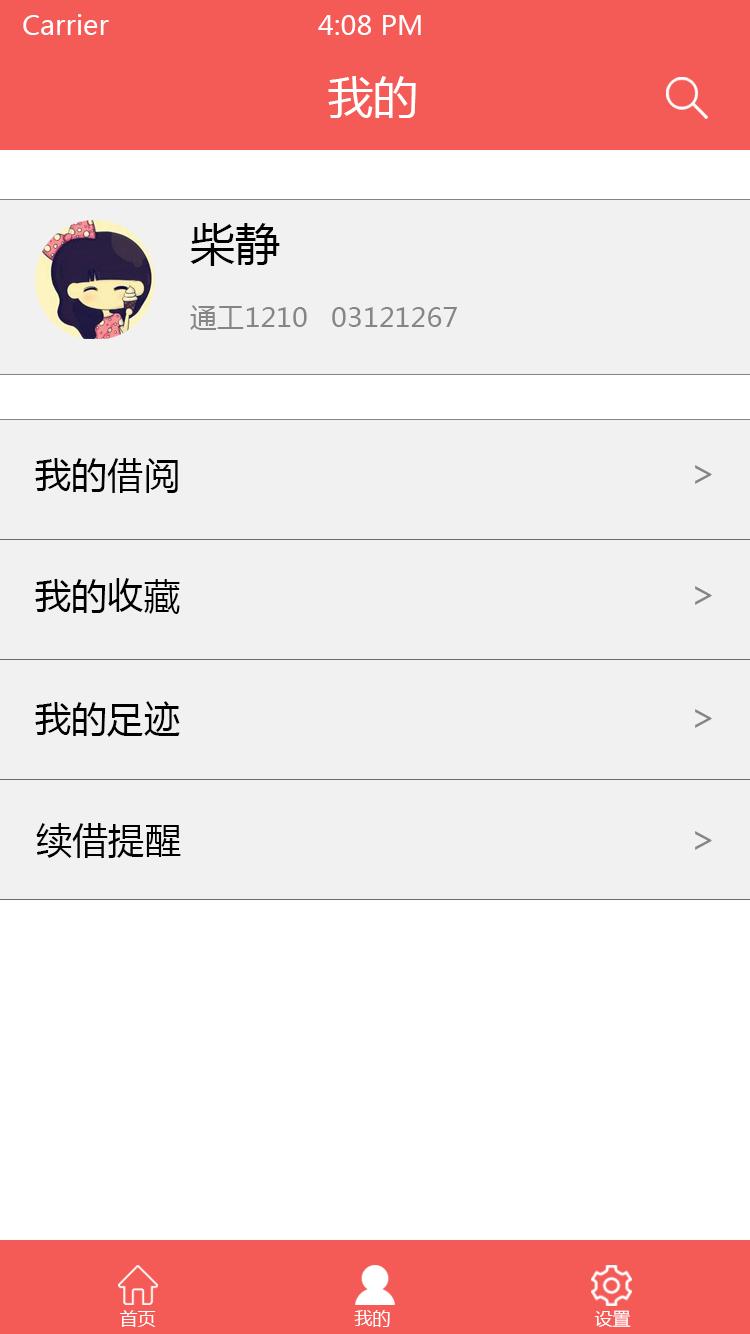 Carrier 4:08 PM
我的
柴静
通工1210 03121267
我的借阅 >
我的收藏 >
我的足迹 >
续借提醒 >
首页 我的 设置